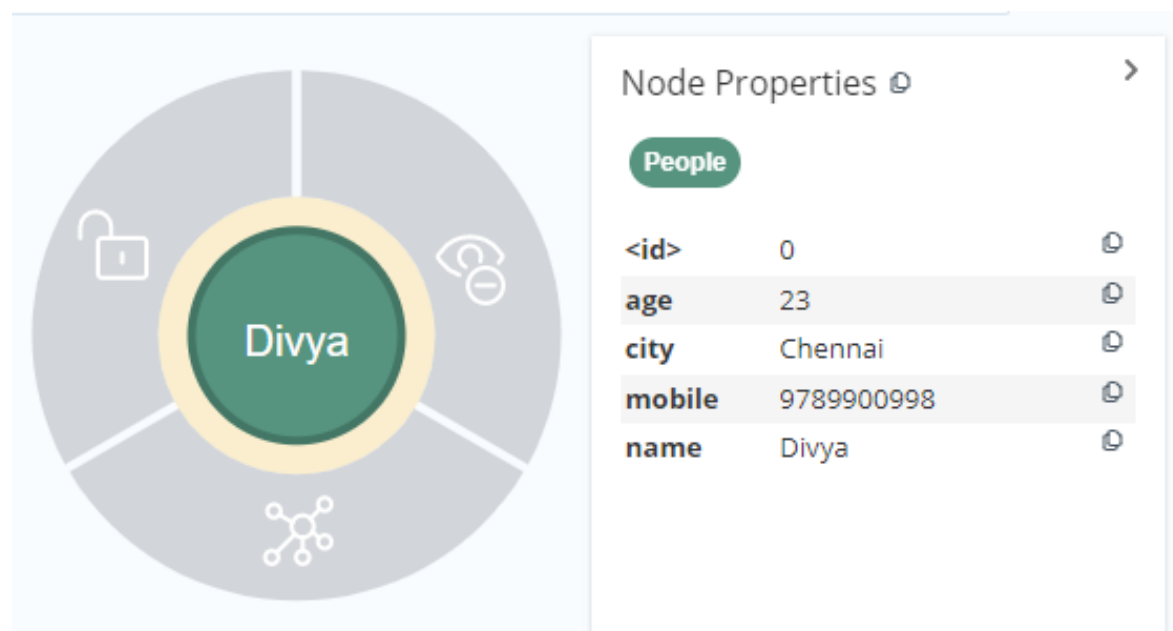 Divya
Node Properties
People
<id> 0
age 23
city Chennai
mobile 9789900998
name Divya